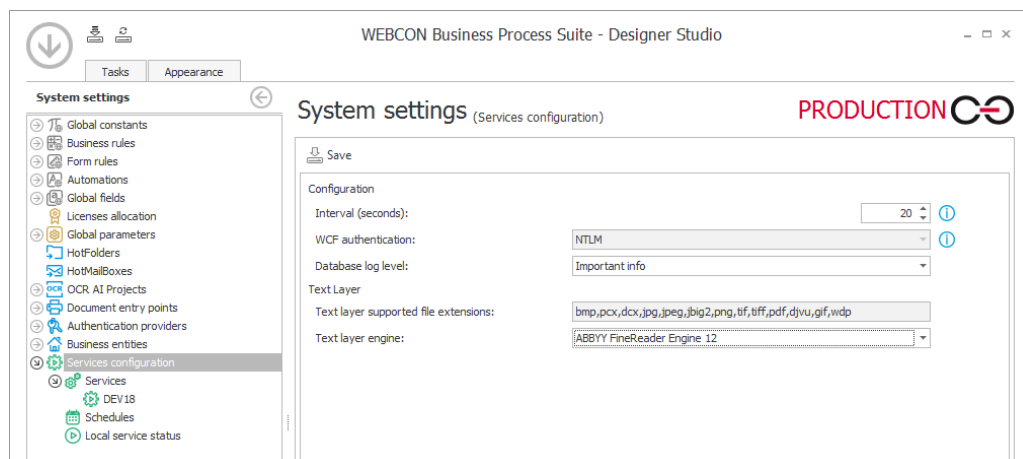 WEBCON Business Process Suite - Designer Studio
Tasks Appearance
System settings
Global constants
Business rules
Form rules
Automations
Global fields
Licenses allocation
Global parameters
HotFolders
HotMailBoxes
OCR OCR AI Projects
Document entry points
Authentication providers
Business entities
Services configuration
Services
DEV18
Schedules
Local service status
System settings (Services configuration)
PRODUCTION
Save
Configuration
Interval (seconds): 20
WCF authentication: NTLM
Database log level: Important info
Text Layer
Text layer supported file extensions: bmp,pcx,dcx,jpg,jpeg,jbig2,png,tif,tiff,pdf,djvu,gif,wdp
Text layer engine: ABBYY FineReader Engine 12